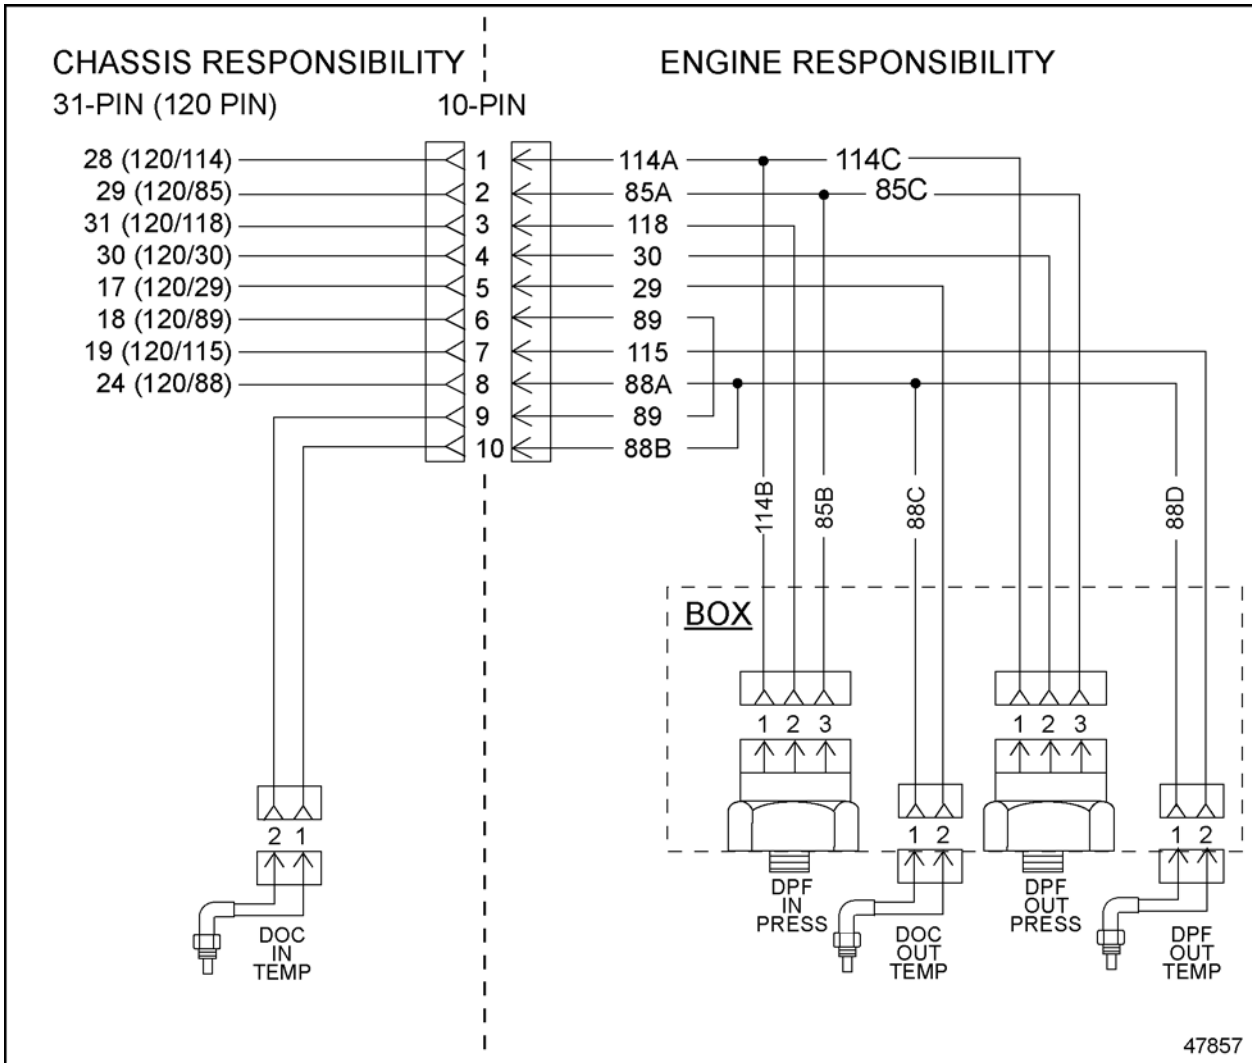 CHASSIS RESPONSIBILITY
ENGINE RESPONSIBILITY
31-PIN (120 PIN)
10-PIN
28 (120/114) 1 114A 114C
29 (120/85) 2 85A 85C
31 (120/118) 3 118
30 (120/30) 4 30
17 (120/29) 5 29
18 (120/89) 6 89
19 (120/115) 7 115
24 (120/88) 8 88A
9 89
10 88B
114B
85B
88C
88D
BOX
1 2 3
1 2 3
2 1
1 2
1 2
DPF
IN
PRESS
DPF
OUT
PRESS
DOC
IN
TEMP
DOC
OUT
TEMP
DPF
OUT
TEMP
47857